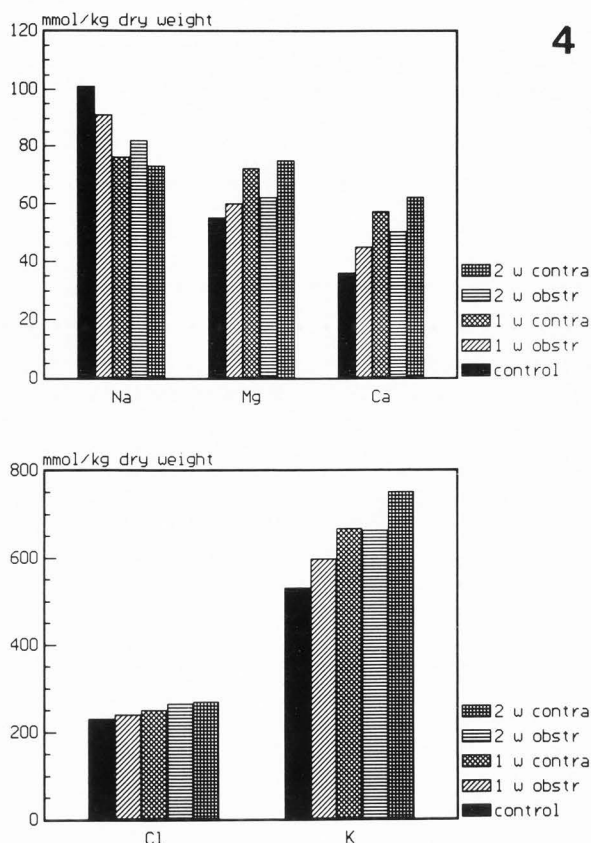 4
mmol/kg dry weight
120
100
80
60
40
20
0
Na Mg Ca
2 w contra
2 w obstr
1 w contra
1 w obstr
control
mmol/kg dry weight
800
600
400
200
0
Cl K
2 w contra
2 w obstr
1 w contra
1 w obstr
control